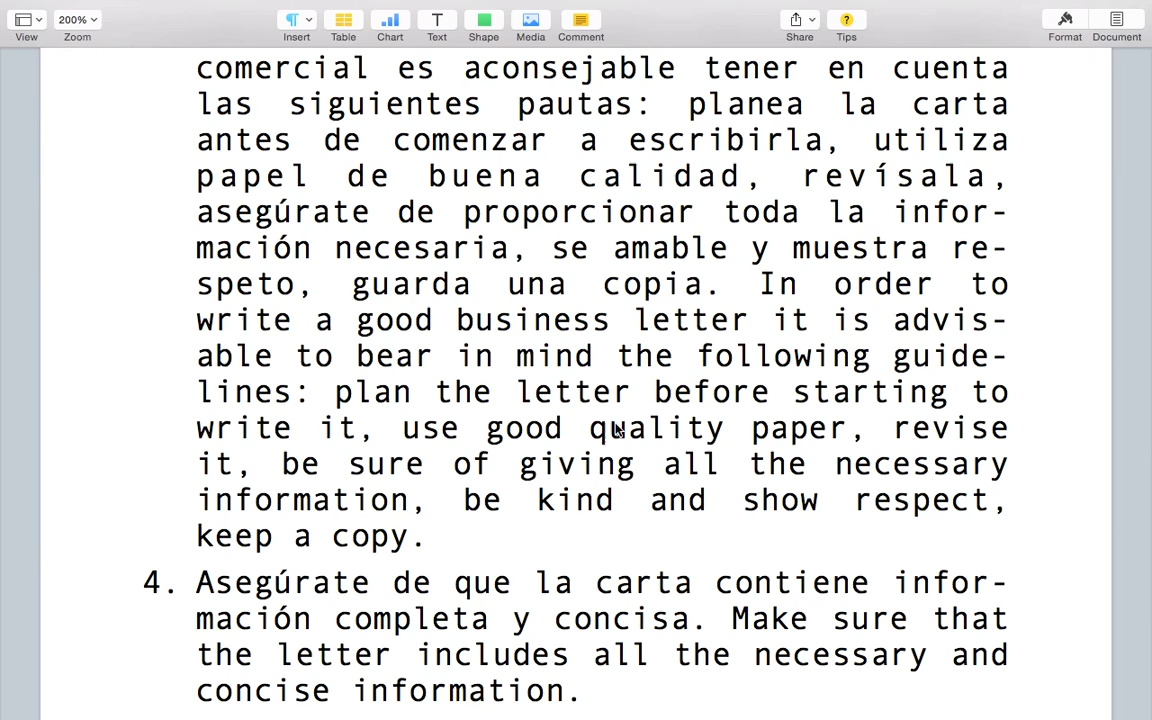 200%
View
Zoom
Insert
Table
Chart
Text
Shape
Media
Comment
Share
Tips
Format
Document
comercial es aconsejable tener en cuenta
las siguientes pautas: planea la carta
antes de comenzar a escribirla, utiliza
papel de buena calidad, revísala,
asegúrate de proporcionar toda la infor-
mación necesaria, se amable y muestra re-
speto, guarda una copia. In order to
write a good business letter it is advis-
able to bear in mind the following guide-
lines: plan the letter before starting to
write it, use good quality paper, revise
it, be sure of giving all the necessary
information, be kind and show respect,
keep a copy.
4. Asegúrate de que la carta contiene infor-
mación completa y concisa. Make sure that
the letter includes all the necessary and
concise information.